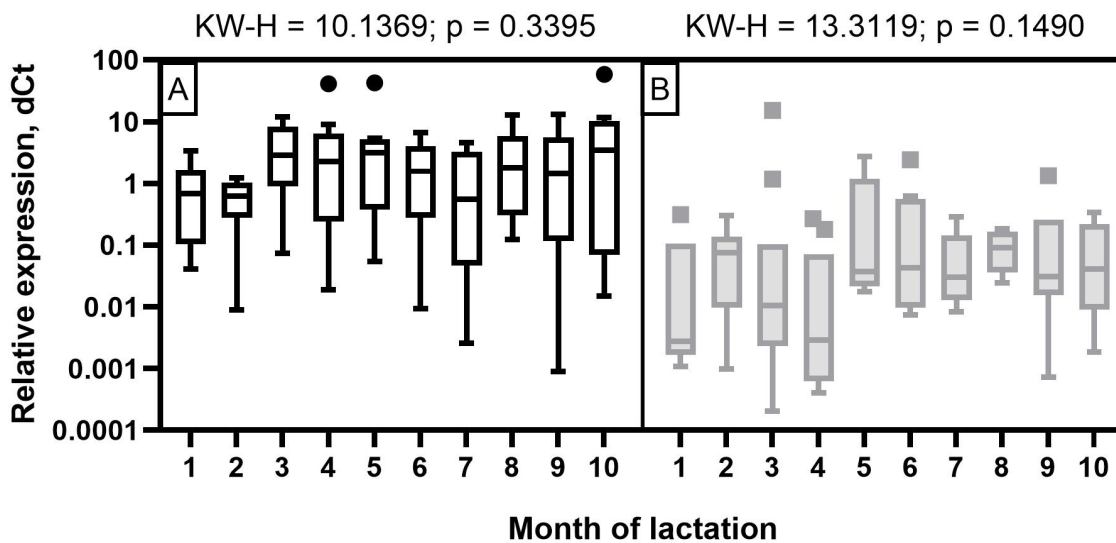 KW-H = 10.1369; p = 0.3395
KW-H = 13.3119; p = 0.1490
Relative expression, dCt
100
10
1
0.1
0.01
0.001
0.0001
A
B
1 2 3 4 5 6 7 8 9 10
1 2 3 4 5 6 7 8 9 10
Month of lactation